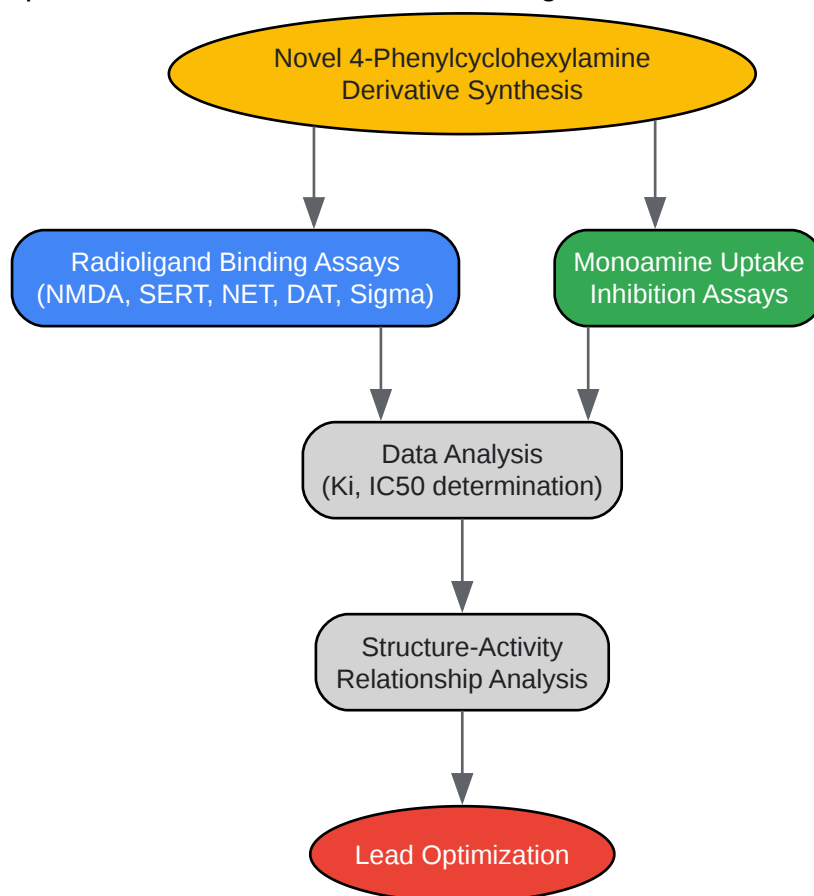 Novel 4-Phenylcyclohexylamine
Derivative Synthesis
Radioligand Binding Assays
(NMDA, SERT, NET, DAT, Sigma)
Monoamine Uptake
Inhibition Assays
Data Analysis
(Ki, IC50 determination)
Structure-Activity
Relationship Analysis
Lead Optimization